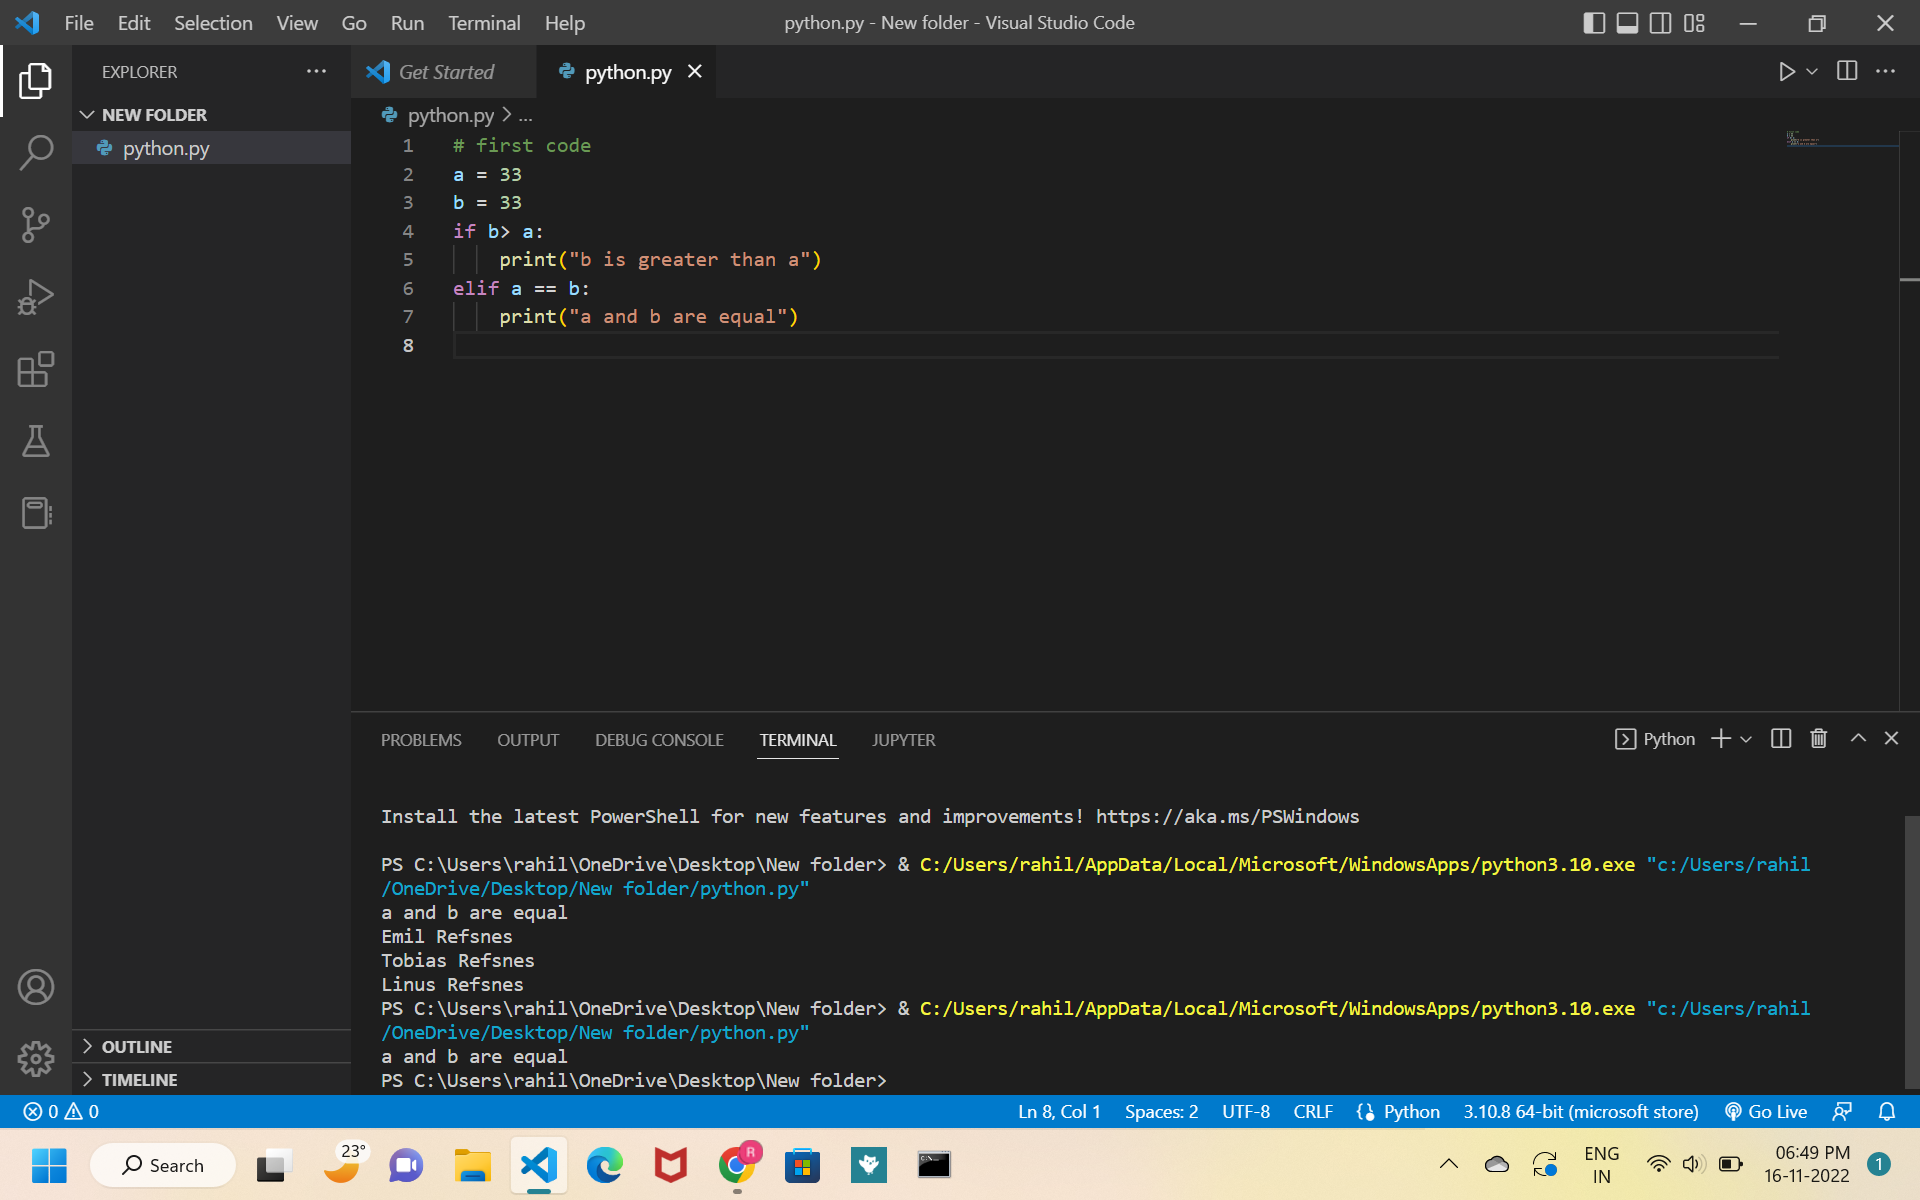 File Edit Selection View Go Run Terminal Help
python.py - New folder - Visual Studio Code
EXPLORER
NEW FOLDER
python.py
Get Started
python.py
python.py > ...
1 # first code
2 a = 33
3 b = 33
4 if b> a:
5 print("b is greater than a")
6 elif a == b:
7 print("a and b are equal")
8
PROBLEMS OUTPUT DEBUG CONSOLE TERMINAL JUPYTER
Python
Install the latest PowerShell for new features and improvements! https://aka.ms/PSWindows
PS C:\Users\rahil\OneDrive\Desktop\New folder> & C:/Users/rahil/AppData/Local/Microsoft/WindowsApps/python3.10.exe "c:/Users/rahil
/OneDrive/Desktop/New folder/python.py"
a and b are equal
Emil Refsnes
Tobias Refsnes
Linus Refsnes
PS C:\Users\rahil\OneDrive\Desktop\New folder> & C:/Users/rahil/AppData/Local/Microsoft/WindowsApps/python3.10.exe "c:/Users/rahil
/OneDrive/Desktop/New folder/python.py"
a and b are equal
PS C:\Users\rahil\OneDrive\Desktop\New folder>
OUTLINE
TIMELINE
0 0
Ln 8, Col 1 Spaces: 2 UTF-8 CRLF Python 3.10.8 64-bit (microsoft store) Go Live
Search
23°
R
ENG
IN
06:49 PM
16-11-2022
1